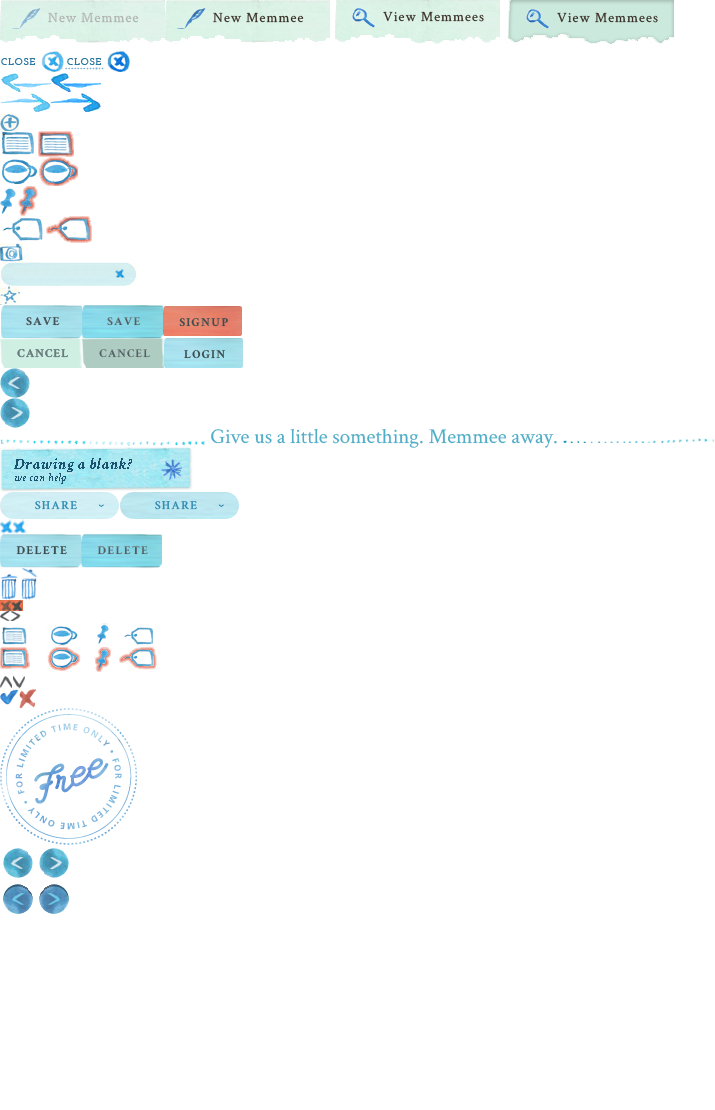 New Memmee New Memmee View Memmees View Memmees
CLOSE CLOSE
SAVE SAVE SIGNUP
CANCEL CANCEL LOGIN
Give us a little something. Memmee away.
Drawing a blank?
we can help
SHARE SHARE
DELETE DELETE
FOR LIMITED TIME ONLY • FOR LIMITED TIME ONLY •
Free